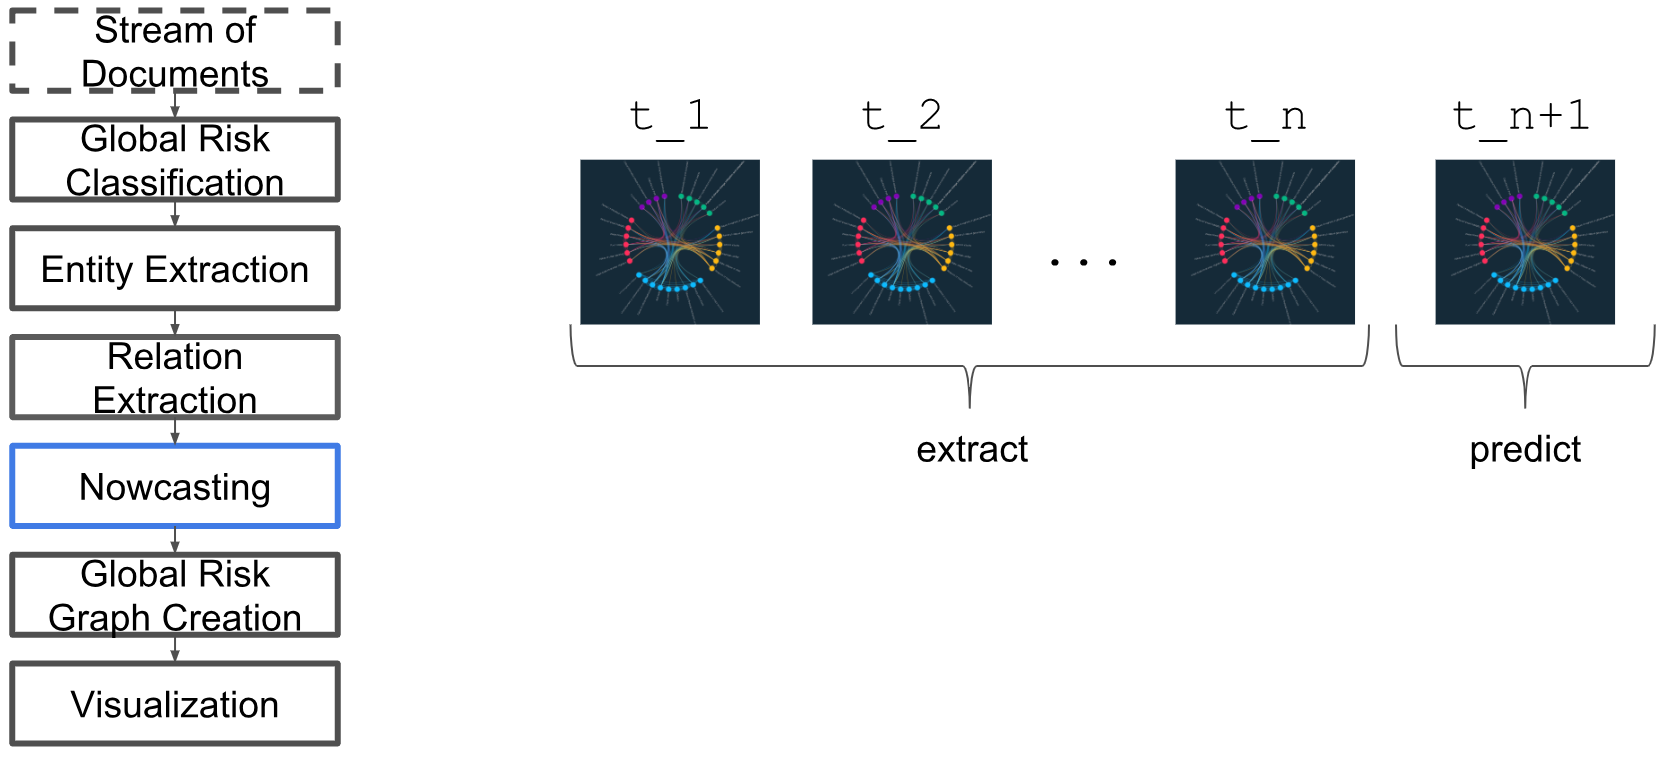 Stream of
Documents
Global Risk
Classification
Entity Extraction
Relation
Extraction
Nowcasting
Global Risk
Graph Creation
Visualization
t_1
t_2
t_n
t_n+1
...
extract
predict